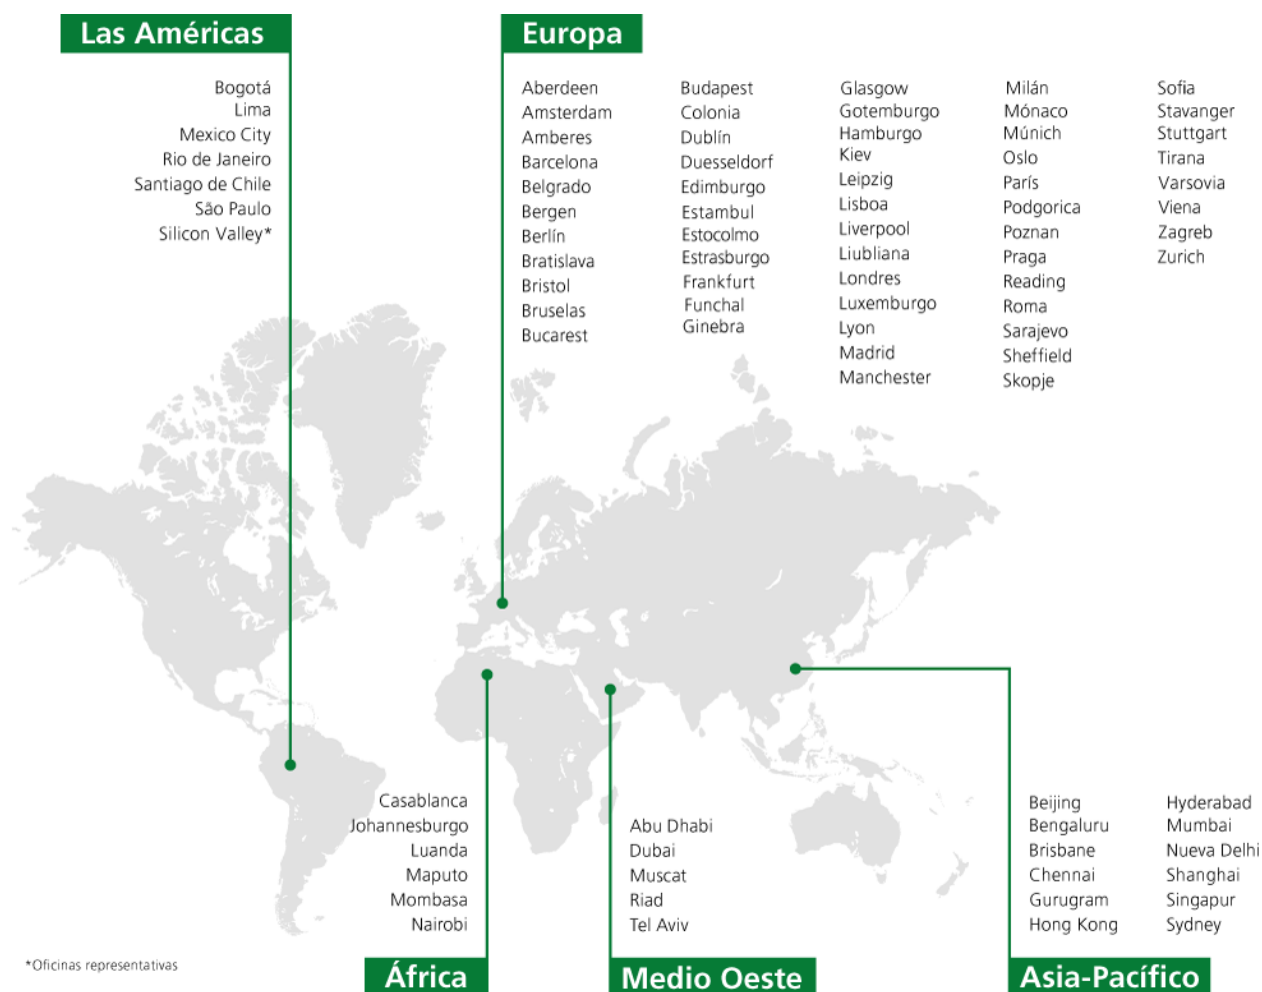 Las Américas
Bogotá
Lima
Mexico City
Rio de Janeiro
Santiago de Chile
São Paulo
Silicon Valley*
Europa
Aberdeen
Amsterdam
Amberes
Barcelona
Belgrado
Bergen
Berlín
Bratislava
Bristol
Bruselas
Bucarest
Budapest
Colonia
Dublín
Duesseldorf
Edimburgo
Estambul
Estocolmo
Estrasburgo
Frankfurt
Funchal
Ginebra
Glasgow
Gotemburgo
Hamburgo
Kiev
Leipzig
Lisboa
Liverpool
Liubliana
Londres
Luxemburgo
Lyon
Madrid
Manchester
Milán
Mónaco
Múnich
Oslo
París
Podgorica
Poznan
Praga
Reading
Roma
Sarajevo
Sheffield
Skopje
Sofia
Stavanger
Stuttgart
Tirana
Varsovia
Viena
Zagreb
Zurich
Casablanca
Johannesburgo
Luanda
Maputo
Mombasa
Nairobi
África
Abu Dhabi
Dubai
Muscat
Riad
Tel Aviv
Medio Oeste
Beijing
Bengaluru
Brisbane
Chennai
Gurugram
Hong Kong
Hyderabad
Mumbai
Nueva Delhi
Shanghai
Singapur
Sydney
Asia-Pacífico
*Oficinas representativas